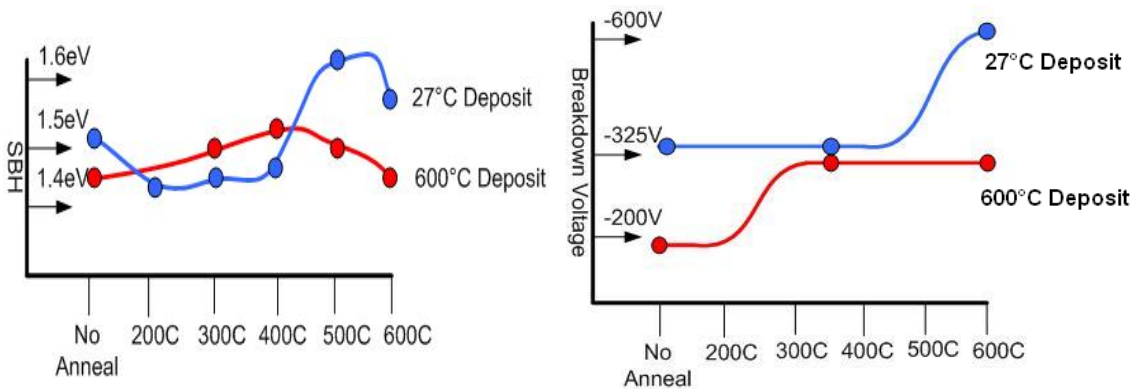 1.6eV
27°C Deposit
1.5eV
SBH
1.4eV
600°C Deposit
No Anneal
200C
300C
400C
500C
600C
-600V
27°C Deposit
Breakdown Voltage
-325V
600°C Deposit
-200V
No Anneal
200C
300C
400C
500C
600C